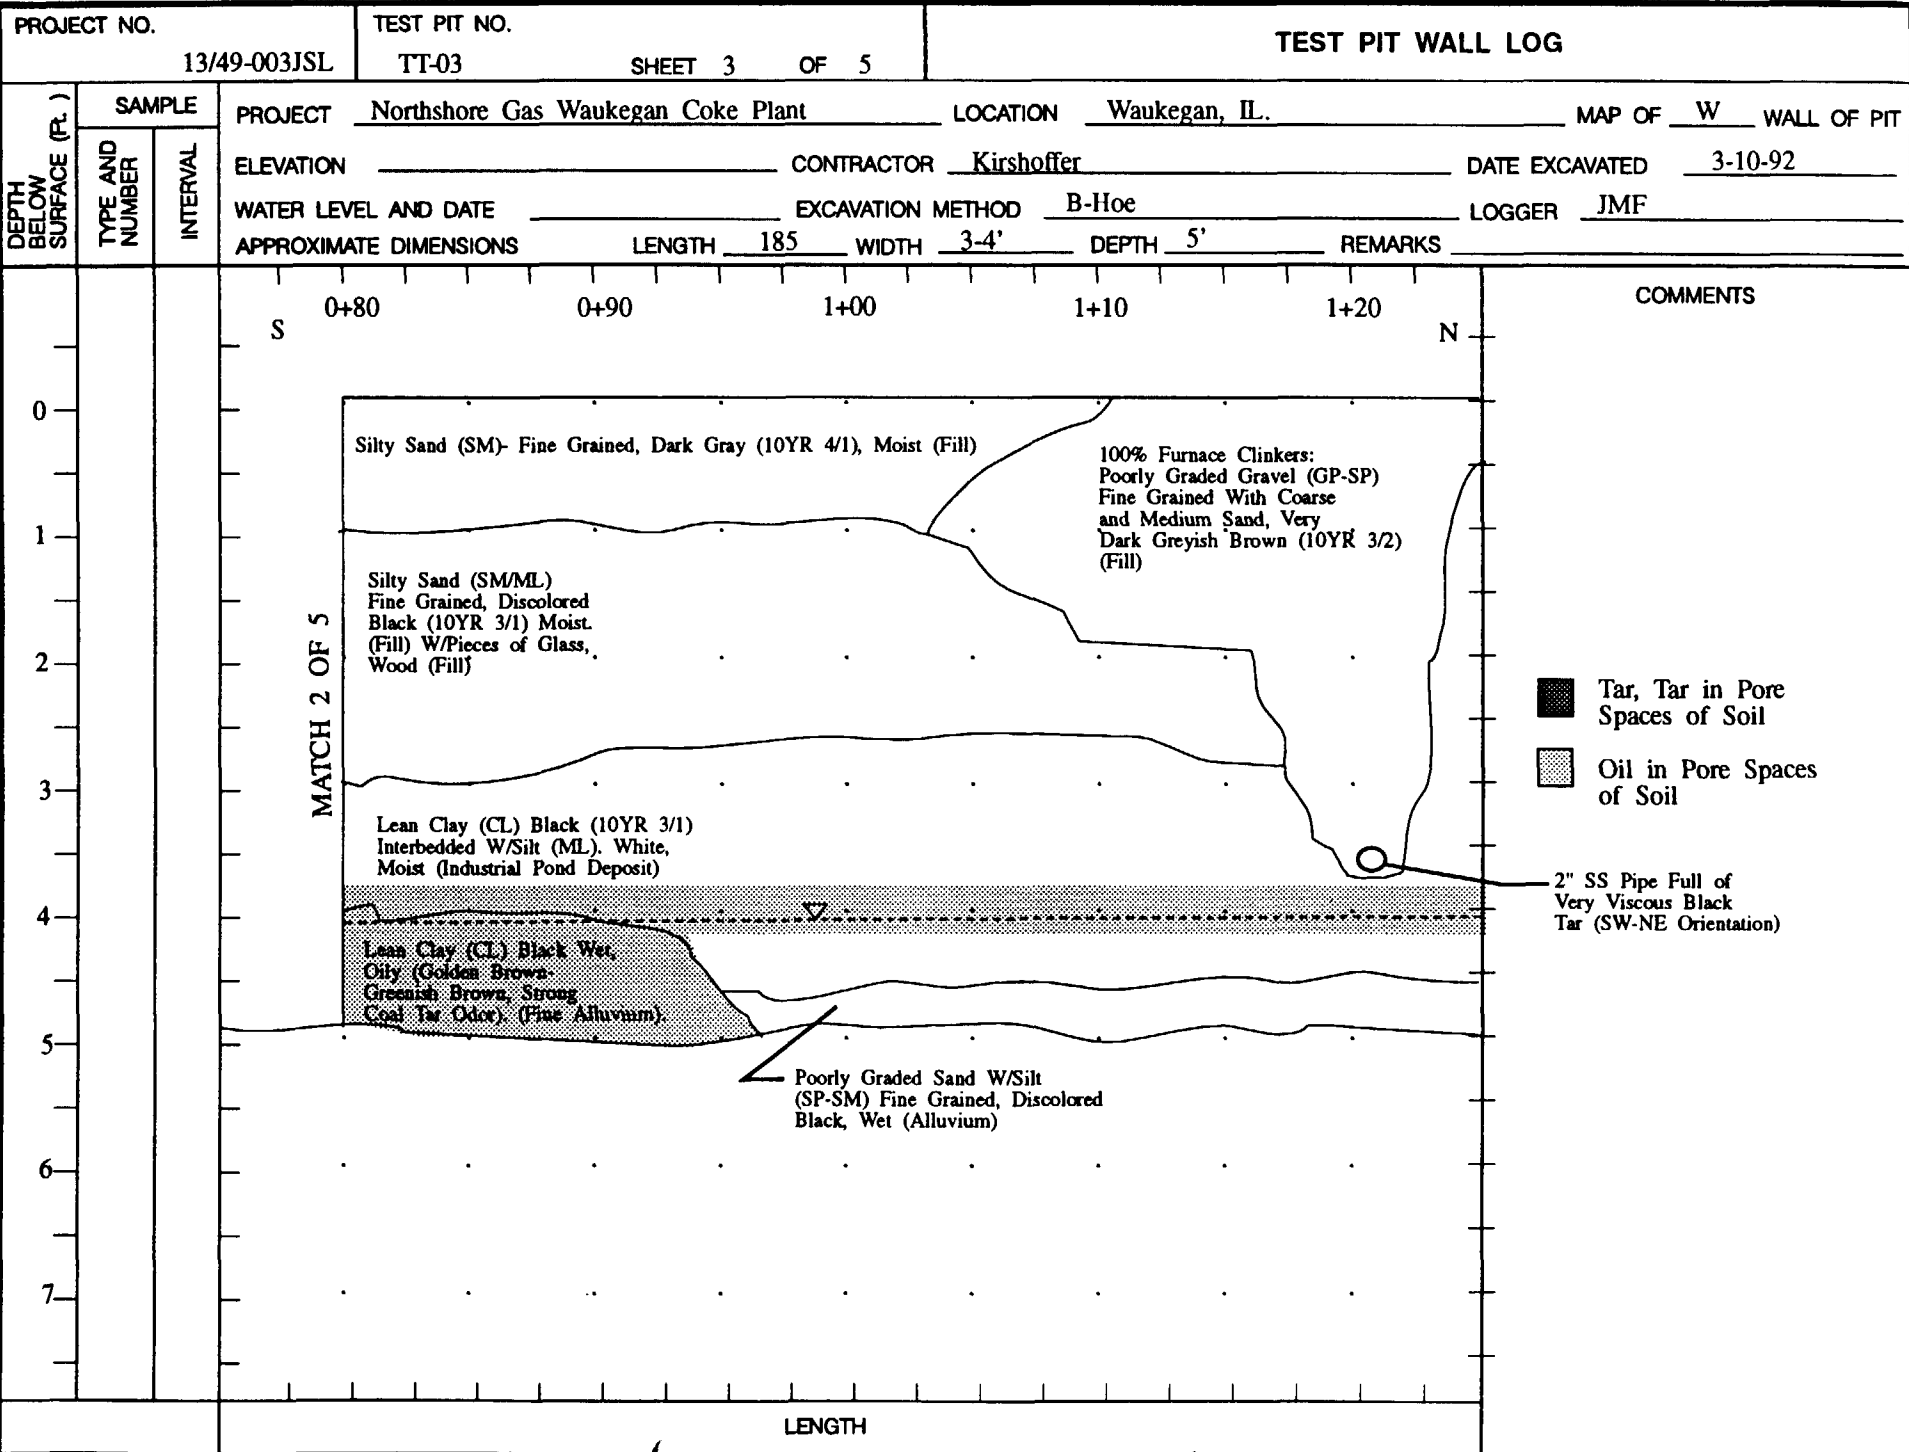 PROJECT NO.
13/49-003JSL
TEST PIT NO.
TT-03 SHEET 3 OF 5
TEST PIT WALL LOG
DEPTH
BELOW
SURFACE (Ft. )
SAMPLE
TYPE AND
NUMBER
INTERVAL
PROJECT Northshore Gas Waukegan Coke Plant LOCATION Waukegan, IL. MAP OF W WALL OF PIT
ELEVATION CONTRACTOR Kirshoffer DATE EXCAVATED 3-10-92
WATER LEVEL AND DATE EXCAVATION METHOD B-Hoe LOGGER JMF
APPROXIMATE DIMENSIONS LENGTH 185 WIDTH 3-4' DEPTH 5' REMARKS
0+80 0+90 1+00 1+10 1+20
S N
COMMENTS
0
1
2
3
4
5
6
7
MATCH 2 OF 5
Silty Sand (SM)- Fine Grained, Dark Gray (10YR 4/1), Moist (Fill)
100% Furnace Clinkers:
Poorly Graded Gravel (GP-SP)
Fine Grained With Coarse
and Medium Sand, Very
Dark Greyish Brown (10YR 3/2)
(Fill)
Silty Sand (SM/ML)
Fine Grained, Discolored
Black (10YR 3/1) Moist.
(Fill) W/Pieces of Glass,
Wood (Fill)
Tar, Tar in Pore
Spaces of Soil
Oil in Pore Spaces
of Soil
Lean Clay (CL) Black (10YR 3/1)
Interbedded W/Silt (ML). White,
Moist (Industrial Pond Deposit)
2" SS Pipe Full of
Very Viscous Black
Tar (SW-NE Orientation)
Lean Clay (CL) Black Wet,
Oily (Golden Brown-
Greenish Brown, Strong
Coal Tar Odor). (Fine Alluvium).
Poorly Graded Sand W/Silt
(SP-SM) Fine Grained, Discolored
Black, Wet (Alluvium)
LENGTH